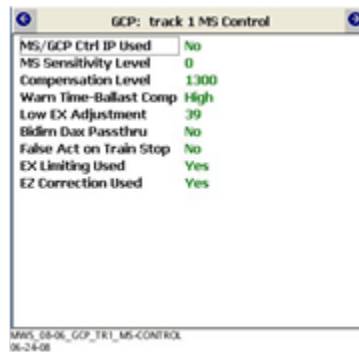 GCP: track 1 MS Control
MS/GCP Ctrl IP Used No
MS Sensitivity Level 0
Compensation Level 1300
Warn Time-Ballast Comp High
Low EX Adjustment 39
Bidirn Dax Passthru No
False Act on Train Stop No
EX Limiting Used Yes
EZ Correction Used Yes
MWS_08-06_GCP_TR1_MS-CONTROL
06-24-08